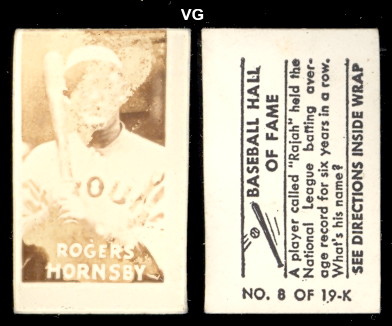 VG
ROU
ROGERS
HORNSBY
BASEBALL HALL
OF FAME
A player called "Rajah" held the
National League batting aver-
age record for six years in a row.
What's his name?
SEE DIRECTIONS INSIDE WRAP
NO. 8 OF 19-K